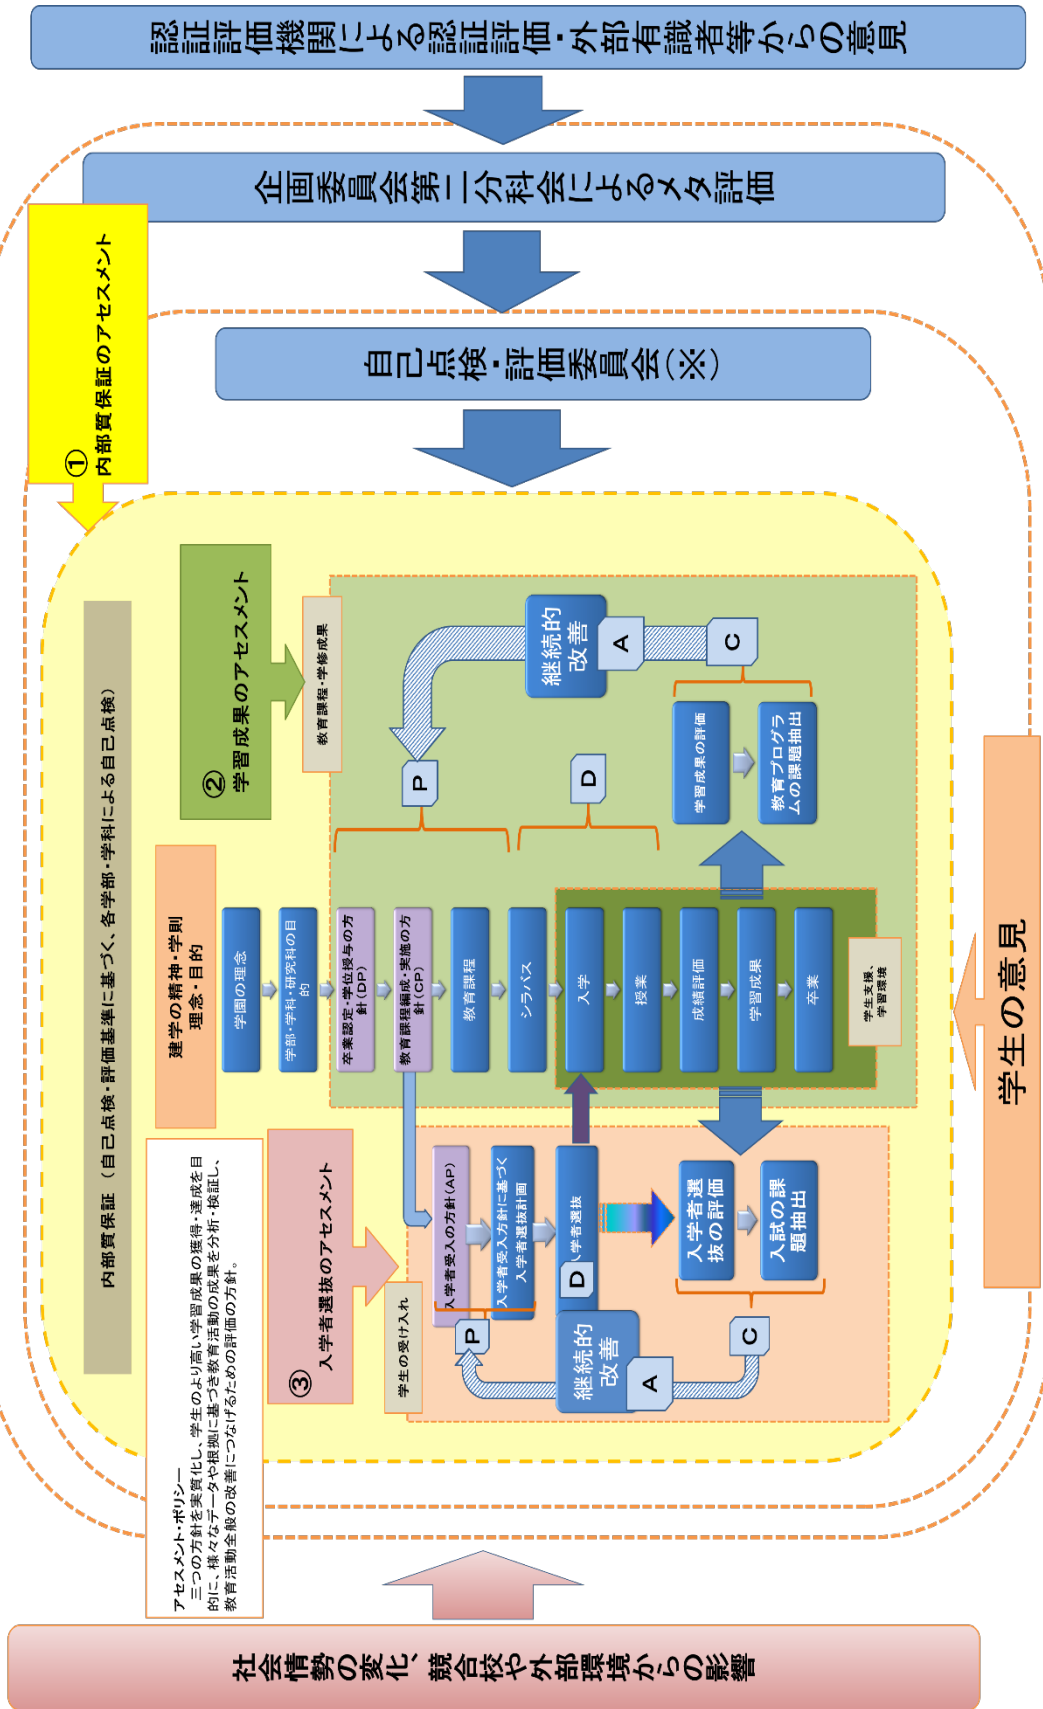 認証評価機関による認証評価・外部有識者等からの意見
企画委員会第二分科会によるメタ評価
自己点検・評価委員会(※)
①
内部質保証のアセスメント
内部質保証（自己点検・評価基準に基づく、各学部・学科による自己点検）
アセスメント・ポリシー
三つの方針を実質化し、学生のより高い学習成果の獲得・達成を目
的に、様々なデータや根拠に基づき教育活動の成果を分析・検証し、
教育活動全般の改善につなげるための評価の方針。
建学の精神・学則
理念・目的
②
学習成果のアセスメント
教育課程・学修成果
③
入学者選抜のアセスメント
学生の受け入れ
学園の理念
学部・学科・研究科の目
的
卒業認定・学位授与の方
針(DP)
教育課程編成・実施の方
針(CP)
教育課程
シラバス
入学
授業
成績評価
学習成果
卒業
学生支援、
学習環境
P
D
継続的
改善
A
C
学習成果の評価
教育プログラ
ムの課題抽出
入学者受入の方針(AP)
入学者受入方針に基づく
入学者選抜計画
入学者選抜
P
D
継続的
改善
A
C
入学者選
抜の評価
入試の課
題抽出
学生の意見
社会情勢の変化、競合校や外部環境からの影響